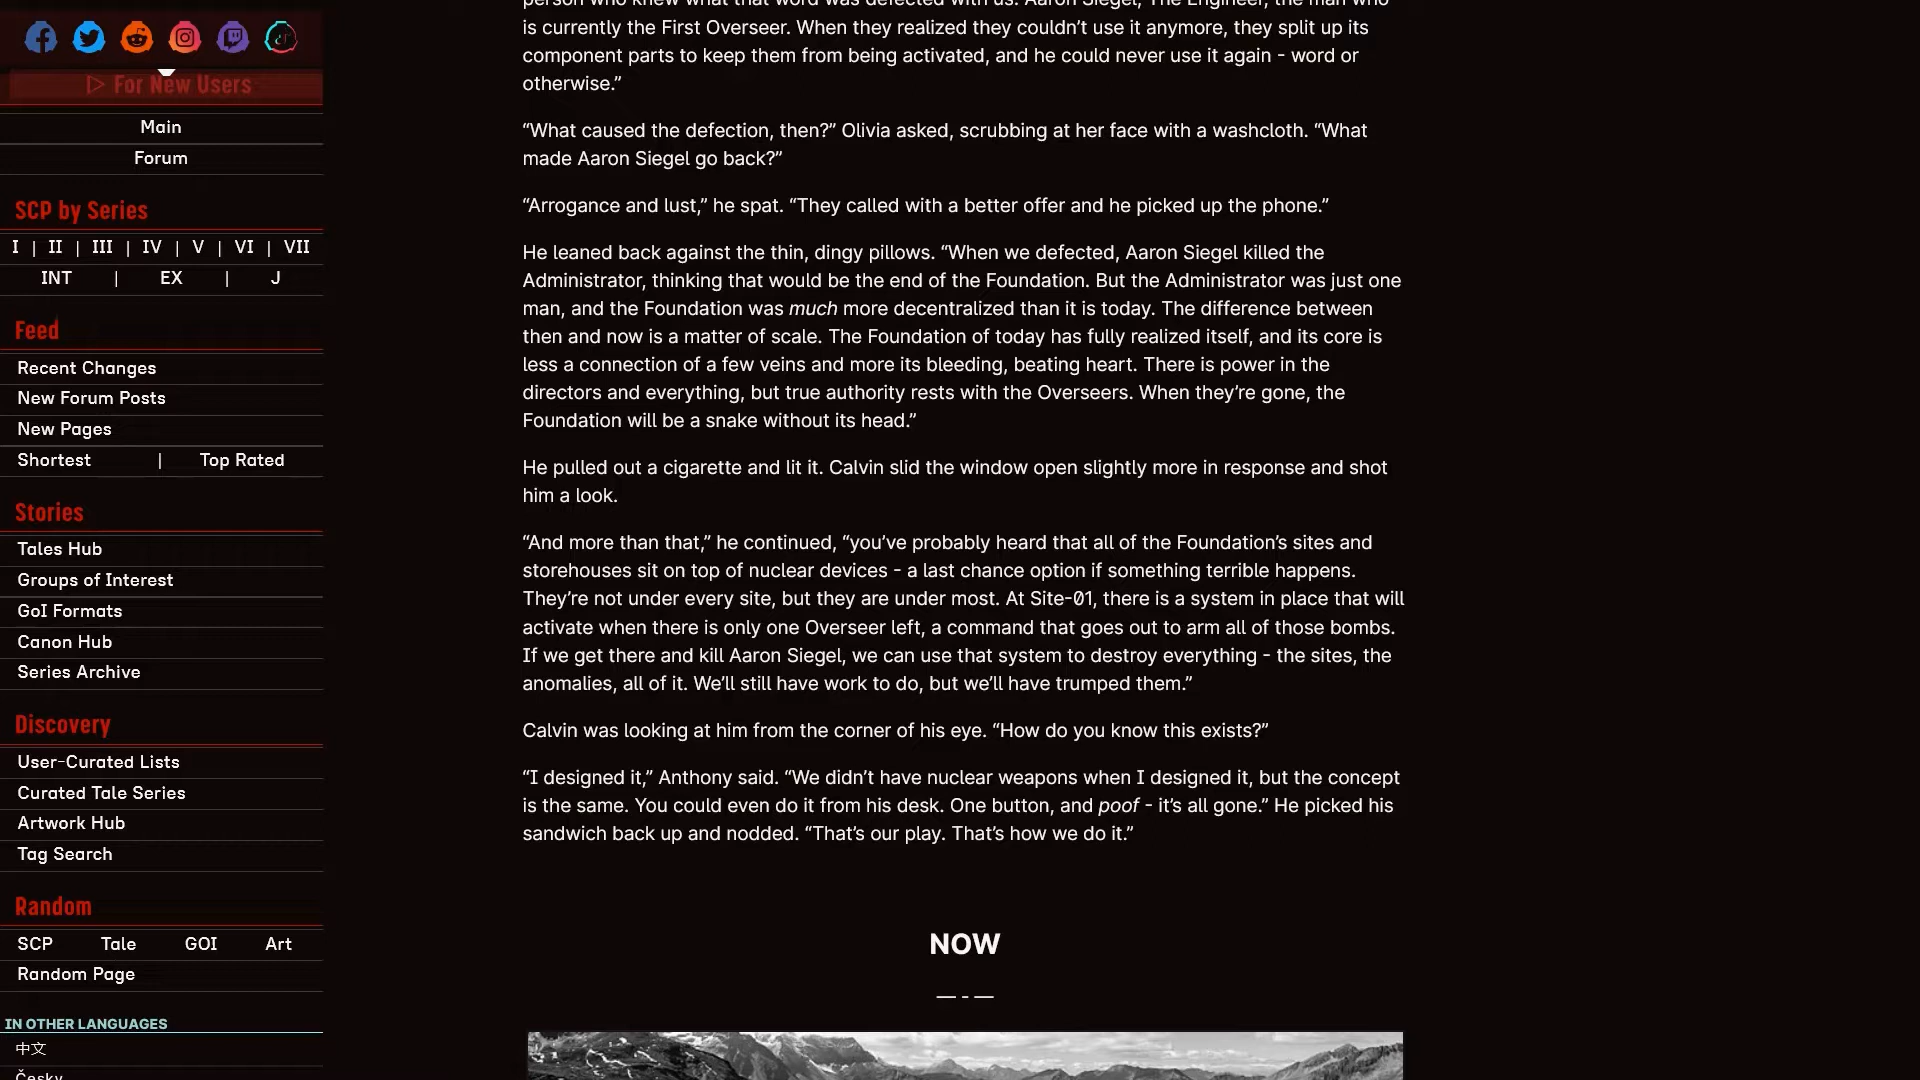 ▷ For New Users
Main
Forum
SCP by Series
I | II | III | IV | V | VI | VII
INT | EX | J
Feed
Recent Changes
New Forum Posts
New Pages
Shortest | Top Rated
Stories
Tales Hub
Groups of Interest
GoI Formats
Canon Hub
Series Archive
Discovery
User-Curated Lists
Curated Tale Series
Artwork Hub
Tag Search
Random
SCP Tale GOI Art
Random Page
IN OTHER LANGUAGES
中文
Česky
person who knew what that word was defected with us. Aaron Siegel, The Engineer, the man who
is currently the First Overseer. When they realized they couldn’t use it anymore, they split up its
component parts to keep them from being activated, and he could never use it again - word or
otherwise.”
“What caused the defection, then?” Olivia asked, scrubbing at her face with a washcloth. “What
made Aaron Siegel go back?”
“Arrogance and lust,” he spat. “They called with a better offer and he picked up the phone.”
He leaned back against the thin, dingy pillows. “When we defected, Aaron Siegel killed the
Administrator, thinking that would be the end of the Foundation. But the Administrator was just one
man, and the Foundation was much more decentralized than it is today. The difference between
then and now is a matter of scale. The Foundation of today has fully realized itself, and its core is
less a connection of a few veins and more its bleeding, beating heart. There is power in the
directors and everything, but true authority rests with the Overseers. When they’re gone, the
Foundation will be a snake without its head.”
He pulled out a cigarette and lit it. Calvin slid the window open slightly more in response and shot
him a look.
“And more than that,” he continued, “you’ve probably heard that all of the Foundation’s sites and
storehouses sit on top of nuclear devices - a last chance option if something terrible happens.
They’re not under every site, but they are under most. At Site-01, there is a system in place that will
activate when there is only one Overseer left, a command that goes out to arm all of those bombs.
If we get there and kill Aaron Siegel, we can use that system to destroy everything - the sites, the
anomalies, all of it. We’ll still have work to do, but we’ll have trumped them.”
Calvin was looking at him from the corner of his eye. “How do you know this exists?”
“I designed it,” Anthony said. “We didn’t have nuclear weapons when I designed it, but the concept
is the same. You could even do it from his desk. One button, and poof - it’s all gone.” He picked his
sandwich back up and nodded. “That’s our play. That’s how we do it.”
NOW
— - —